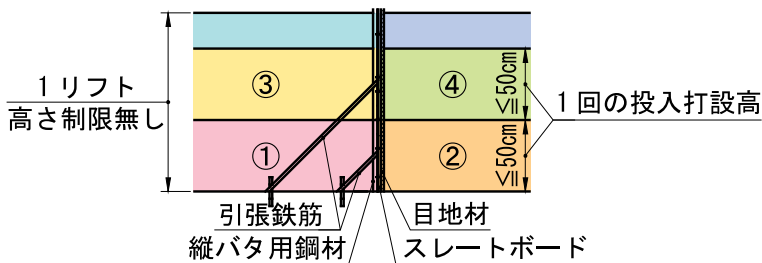 1リフト
高さ制限無し
③
④
①
②
≦50cm
≦50cm
1回の投入打設高
引張鉄筋
縦バタ用鋼材
目地材
スレートボード